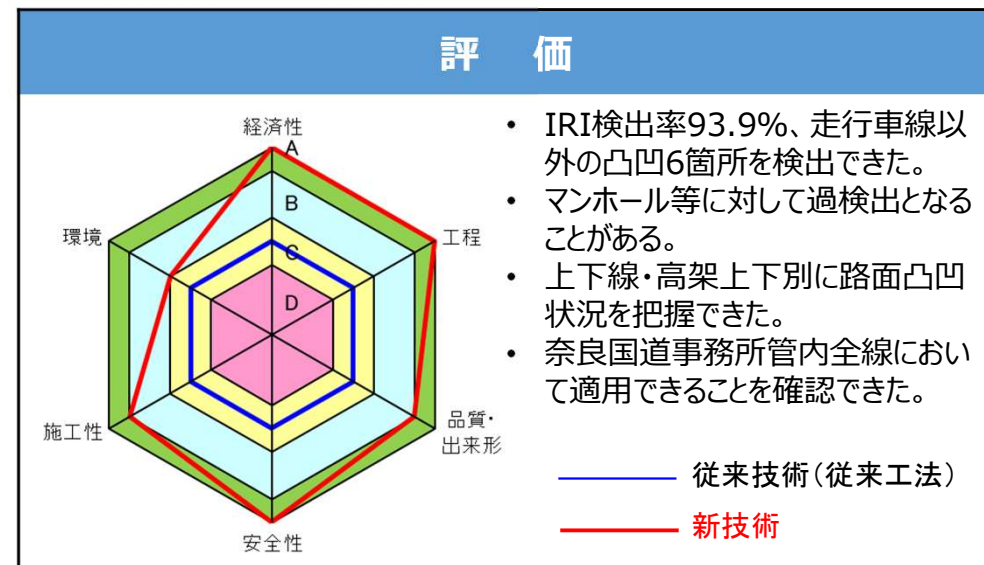 評 価
経済性
A
B
C
D
環境
工程
施工性
品質・
出来形
安全性
• IRI検出率93.9%、走行車線以
外の凸凹6箇所を検出できた。
• マンホール等に対して過検出となる
ことがある。
• 上下線・高架上下別に路面凸凹
状況を把握できた。
• 奈良国道事務所管内全線におい
て適用できることを確認できた。
従来技術(従来工法)
新技術